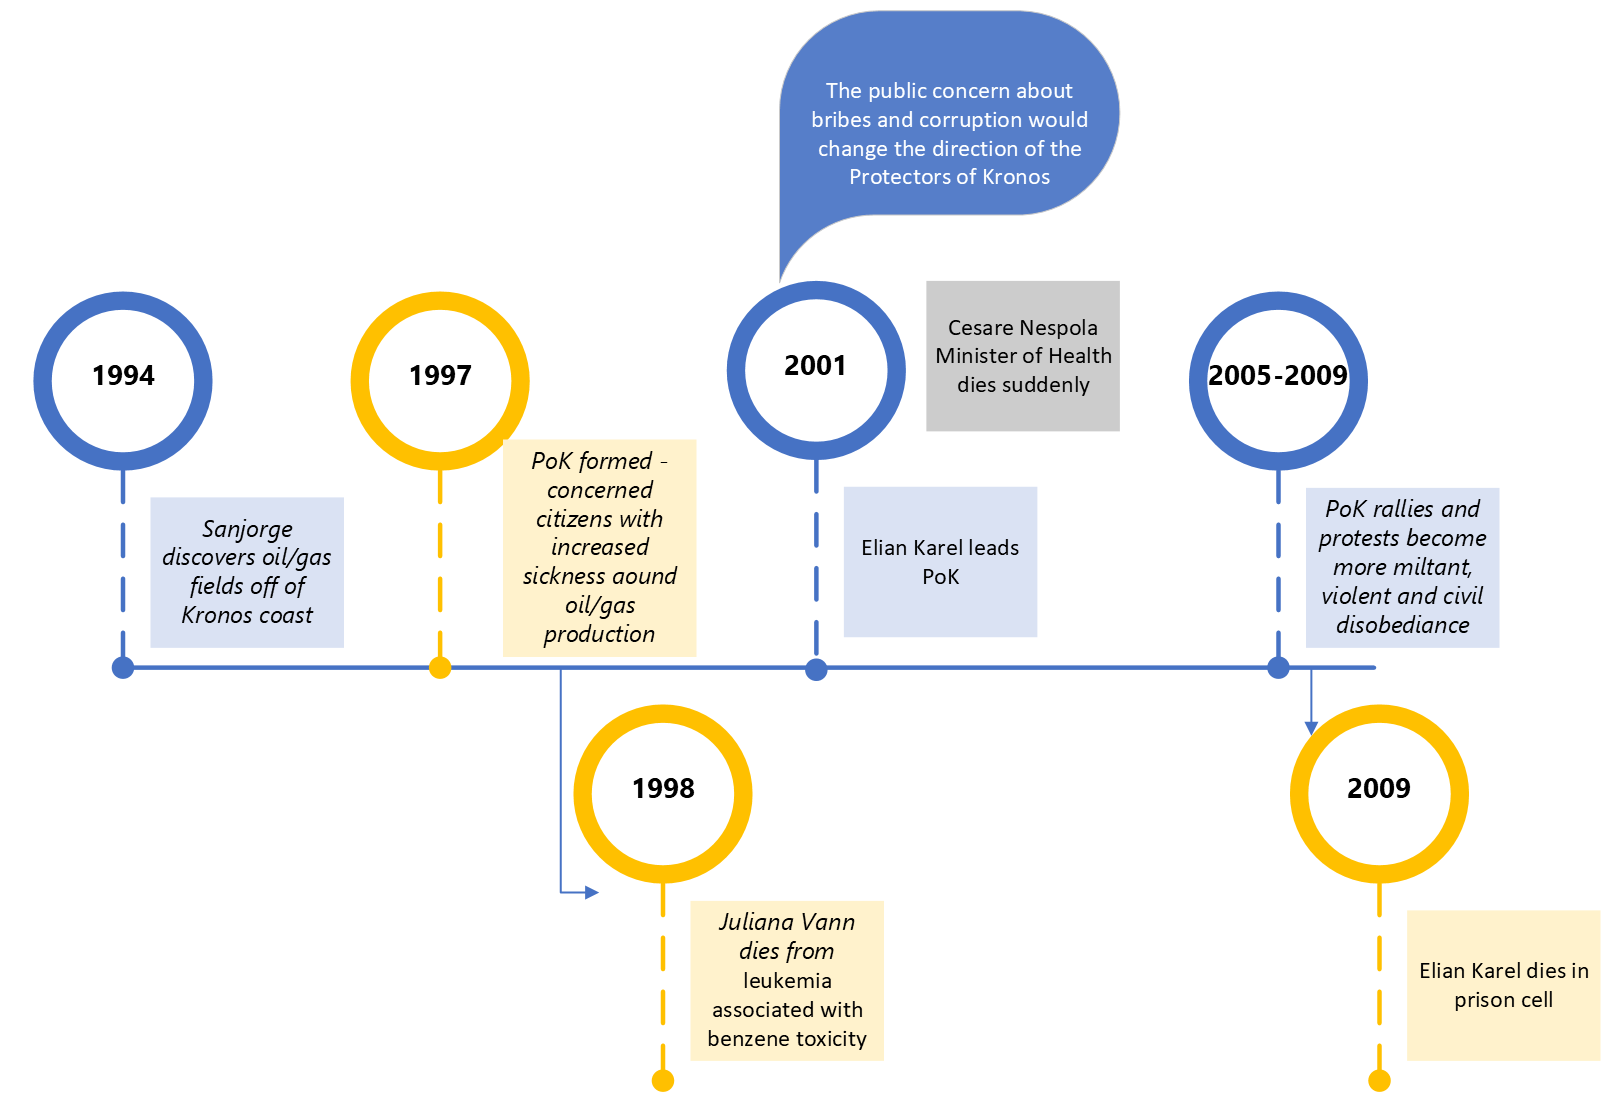 The public concern about
bribes and corruption would
change the direction of the
Protectors of Kronos
1994
1997
2001
Cesare Nespola
Minister of Health
dies suddenly
2005-2009
Sanjorge
discovers oil/gas
fields off of
Kronos coast
PoK formed -
concerned
citizens with
increased
sickness aound
oil/gas
production
Elian Karel leads
PoK
PoK rallies and
protests become
more miltant,
violent and civil
disobediance
1998
2009
Juliana Vann
dies from
leukemia
associated with
benzene toxicity
Elian Karel dies in
prison cell